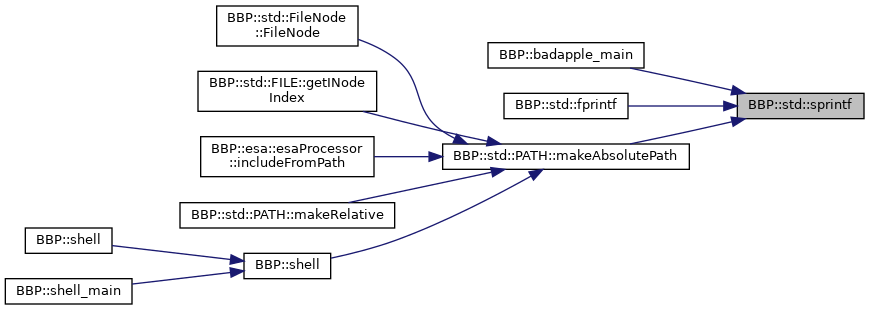 BBP::std::FileNode
::FileNode
BBP::badapple_main
BBP::std::FILE::getINode
Index
BBP::std::fprintf
BBP::std::sprintf
BBP::esa::esaProcessor
::includeFromPath
BBP::std::PATH::makeAbsolutePath
BBP::std::PATH::makeRelative
BBP::shell
BBP::shell
BBP::shell_main